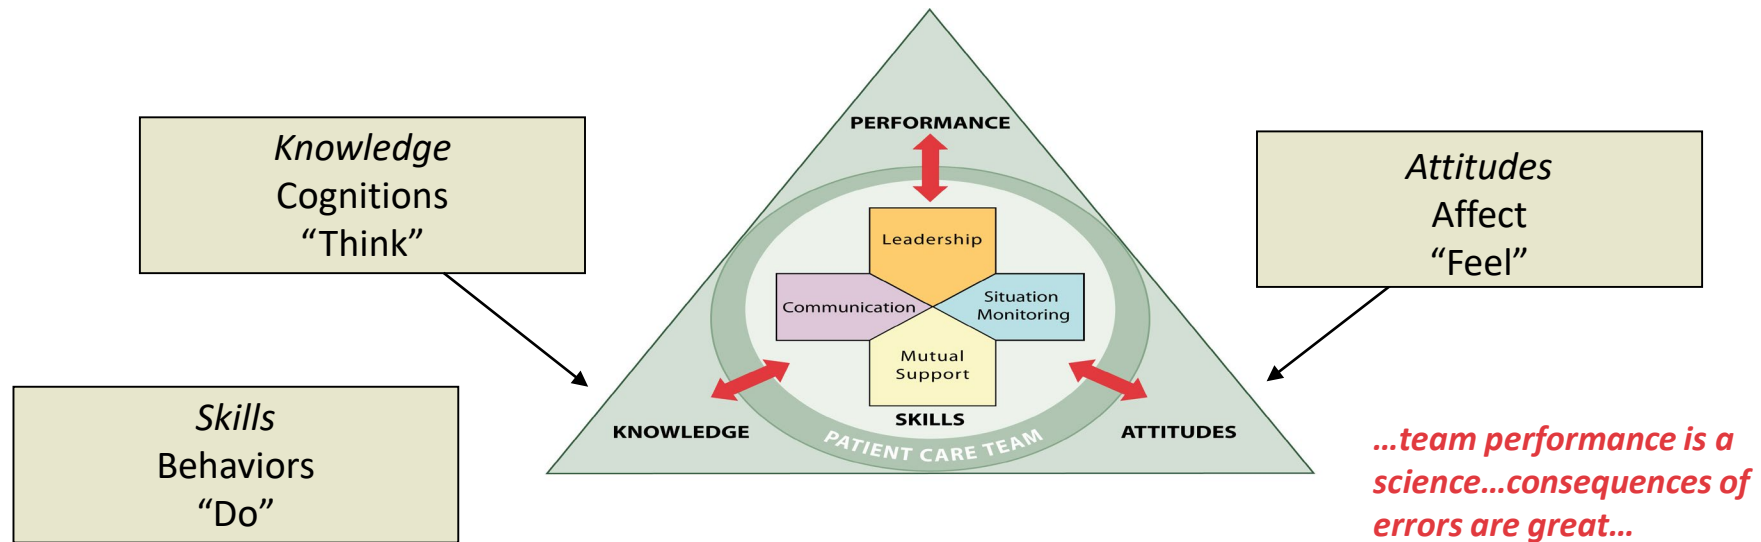 Knowledge
Cognitions
“Think”
Skills
Behaviors
“Do”
PERFORMANCE
Leadership
Communication
Situation
Monitoring
Mutual
Support
SKILLS
KNOWLEDGE
ATTITUDES
PATIENT CARE TEAM
Attitudes
Affect
“Feel”
...team performance is a
science...consequences of
errors are great...